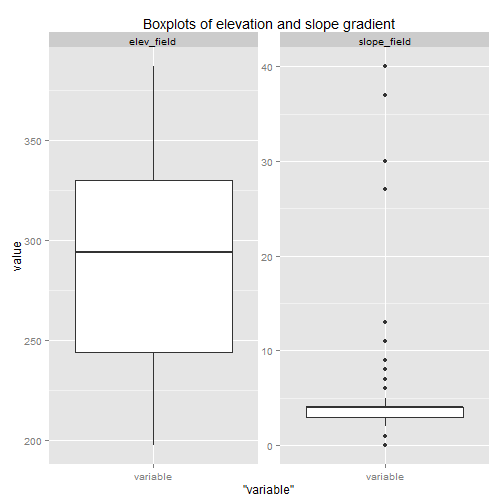 Boxplots of elevation and slope gradient
elev_field
slope_field
350
300
250
200
40
30
20
10
0
value
variable
variable
"variable"